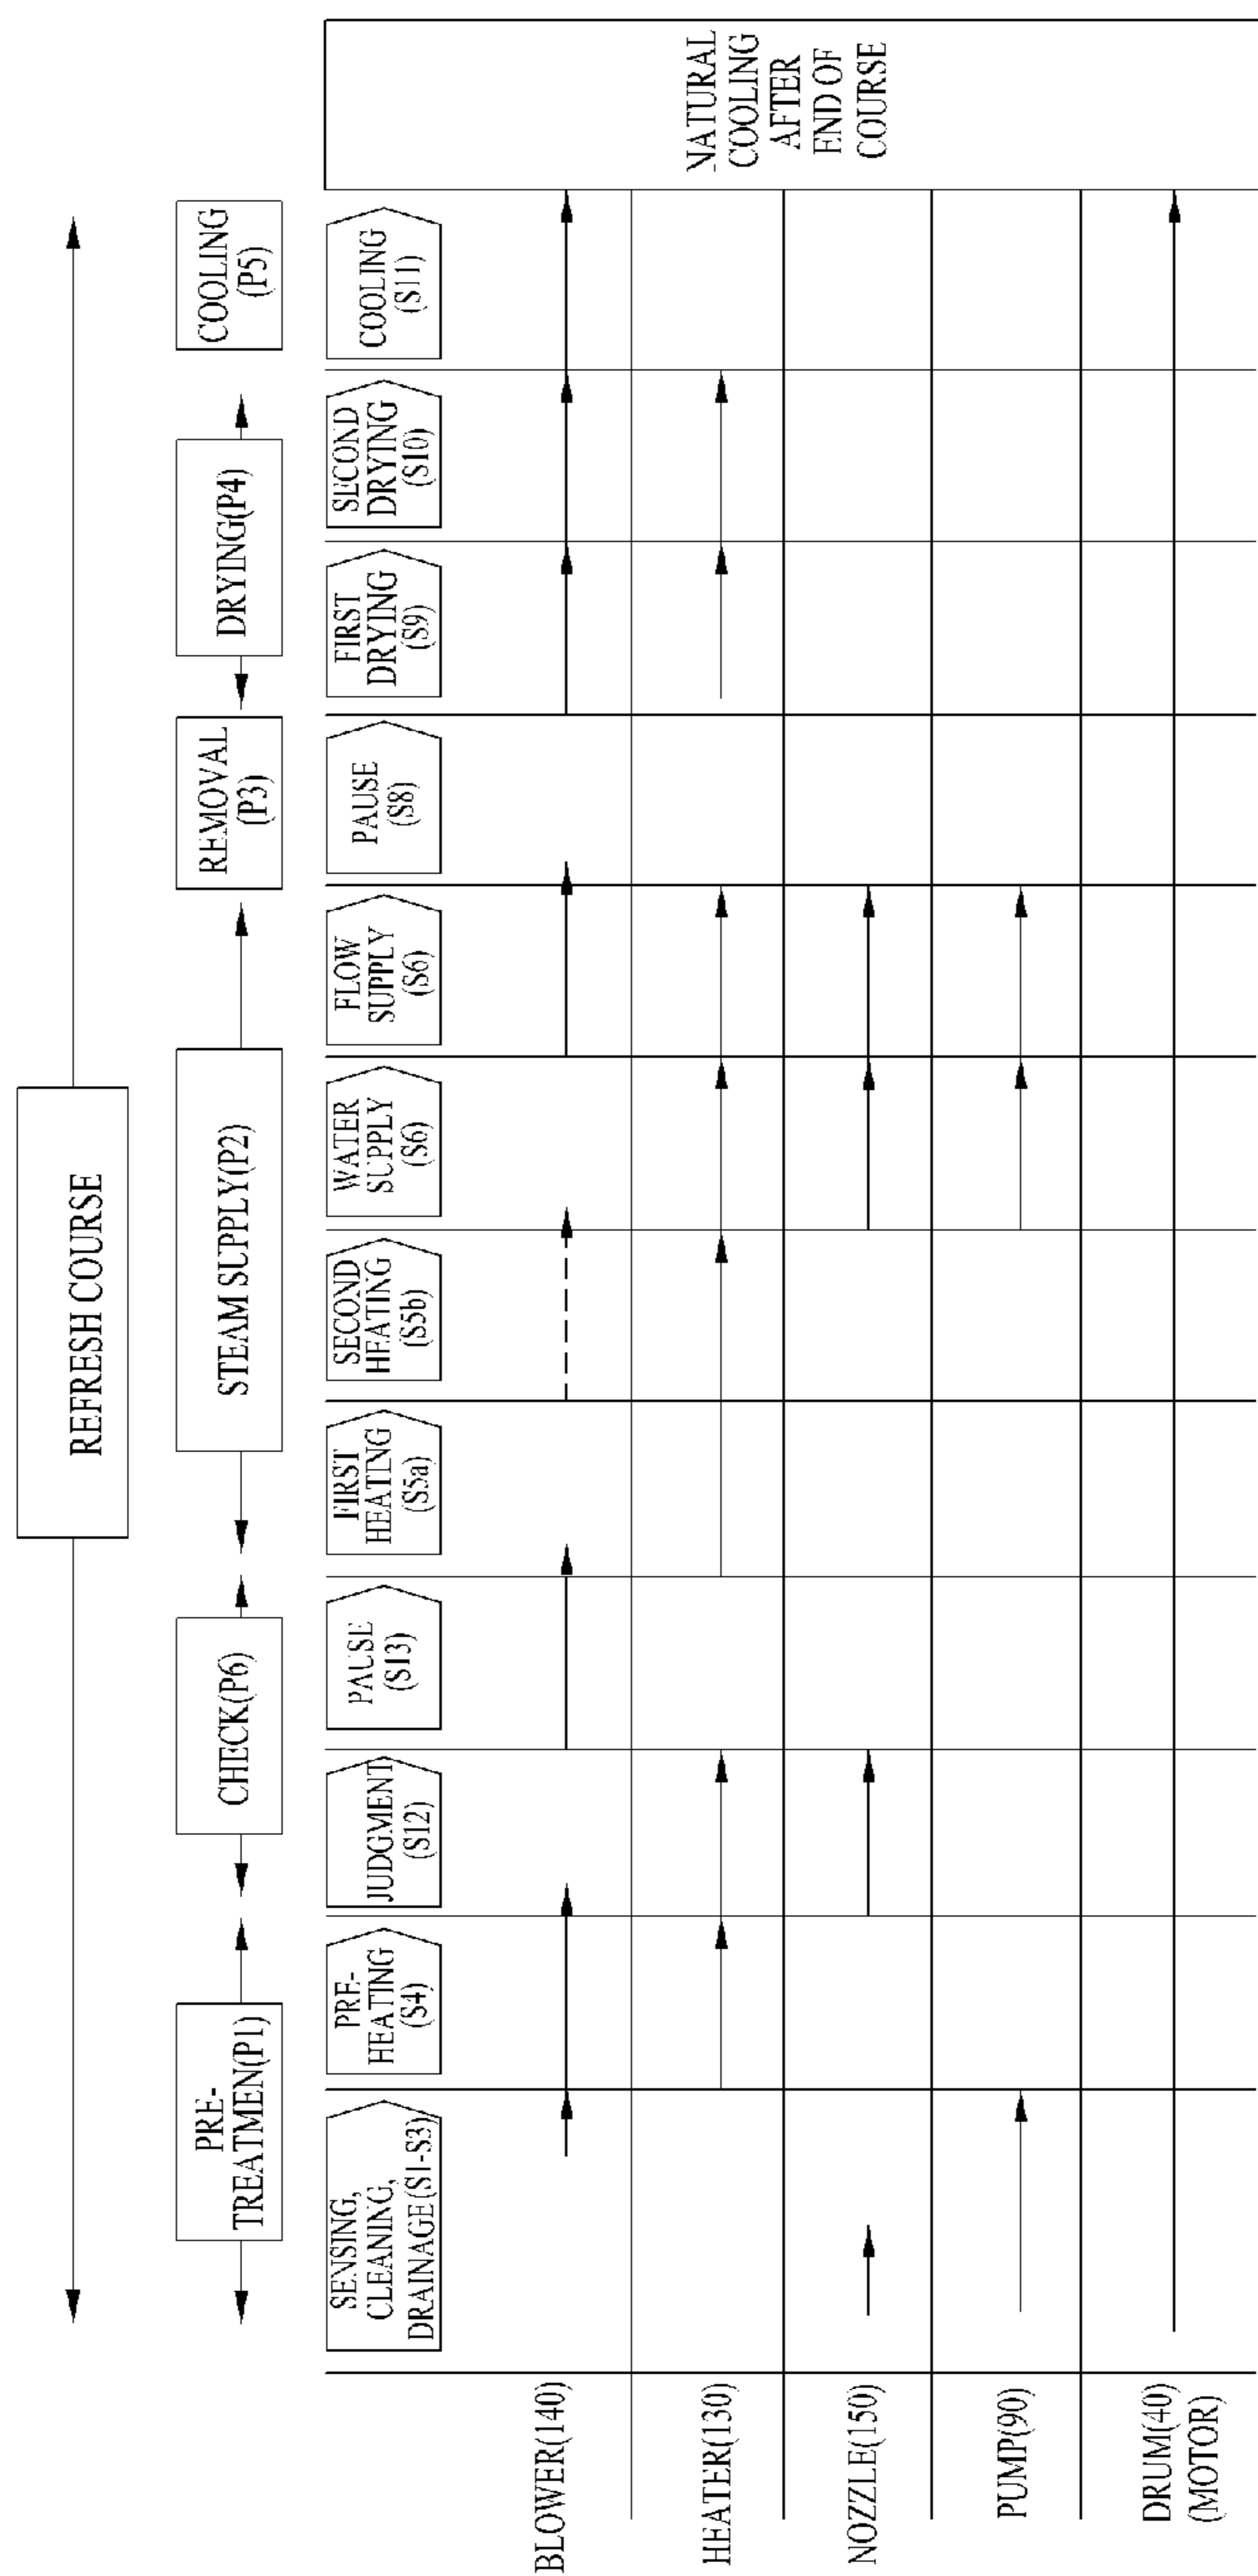 REFRESH COURSE
PRE-
TREATMEN(P1)
CHECK(P6)
STEAM SUPPLY(P2)
REMOVAL
(P3)
DRYING(P4)
COOLING
(P5)
SENSING,
CLEANING,
DRAINAGE(S1-S3)
PRE-
HEATING
(S4)
JUDGMENT
(S12)
PAUSE
(S13)
FIRST
HEATING
(S5a)
SECOND
HEATING
(S5b)
WATER
SUPPLY
(S6)
FLOW
SUPPLY
(S6)
PAUSE
(S8)
FIRST
DRYING
(S9)
SECOND
DRYING
(S10)
COOLING
(S11)
BLOWER(140)
HEATER(130)
NOZZLE(150)
PUMP(90)
DRUM(40)
(MOTOR)
NATURAL
COOLING
AFTER
END OF
COURSE